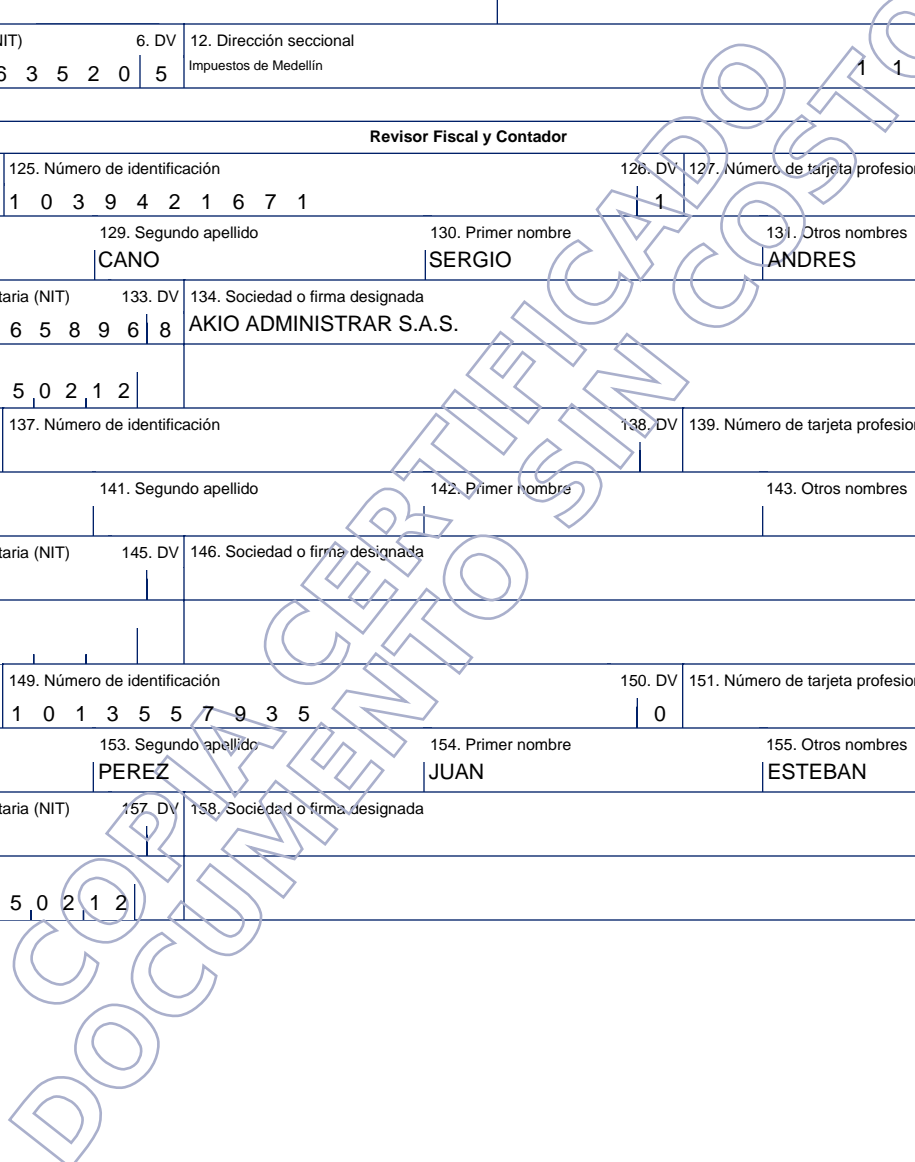 NIT) 6. DV 12. Dirección seccional
6 3 5 2 0 5 Impuestos de Medellín 1 1
Revisor Fiscal y Contador
125. Número de identificación 126. DV 127. Número de tarjeta profesion
1 0 3 9 4 2 1 6 7 1 1
129. Segundo apellido 130. Primer nombre 131. Otros nombres
CANO SERGIO ANDRES
taria (NIT) 133. DV 134. Sociedad o firma designada
6 5 8 9 6 8 AKIO ADMINISTRAR S.A.S.
5 0 2 1 2
137. Número de identificación 138. DV 139. Número de tarjeta profesion
141. Segundo apellido 142. Primer nombre 143. Otros nombres
taria (NIT) 145. DV 146. Sociedad o firma designada
149. Número de identificación 150. DV 151. Número de tarjeta profesion
1 0 1 3 5 5 7 9 3 5 0
153. Segundo apellido 154. Primer nombre 155. Otros nombres
PEREZ JUAN ESTEBAN
taria (NIT) 157. DV 158. Sociedad o firma designada
5 0 2 1 2
COPIA CERTIFICADO
DOCUMENTO SIN COSTO